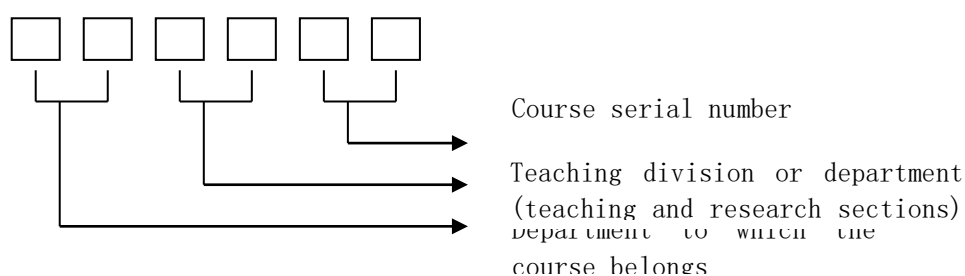 Course serial number
Teaching division or department
(teaching and research sections)
Department to which the
course belongs